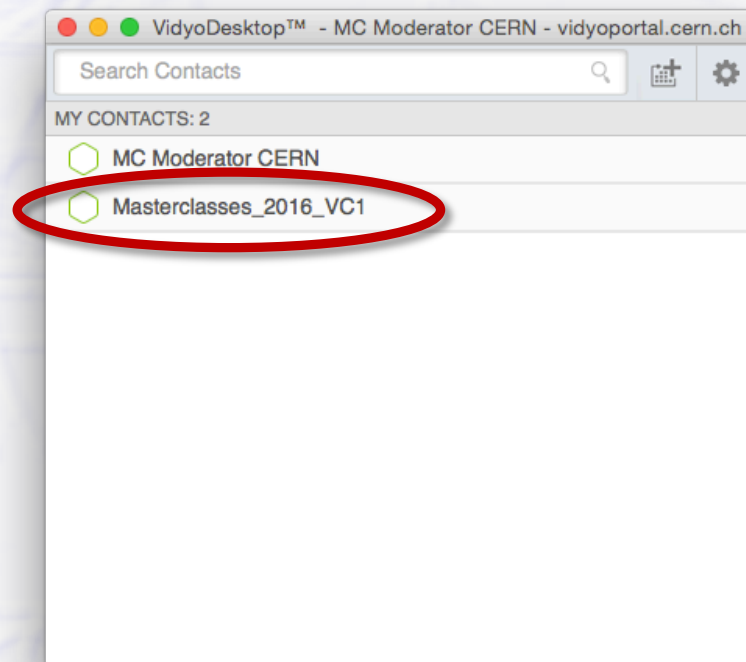 VidyoDesktop™ - MC Moderator CERN - vidyoportal.cern.ch
Search Contacts
MY CONTACTS: 2
MC Moderator CERN
Masterclasses_2016_VC1